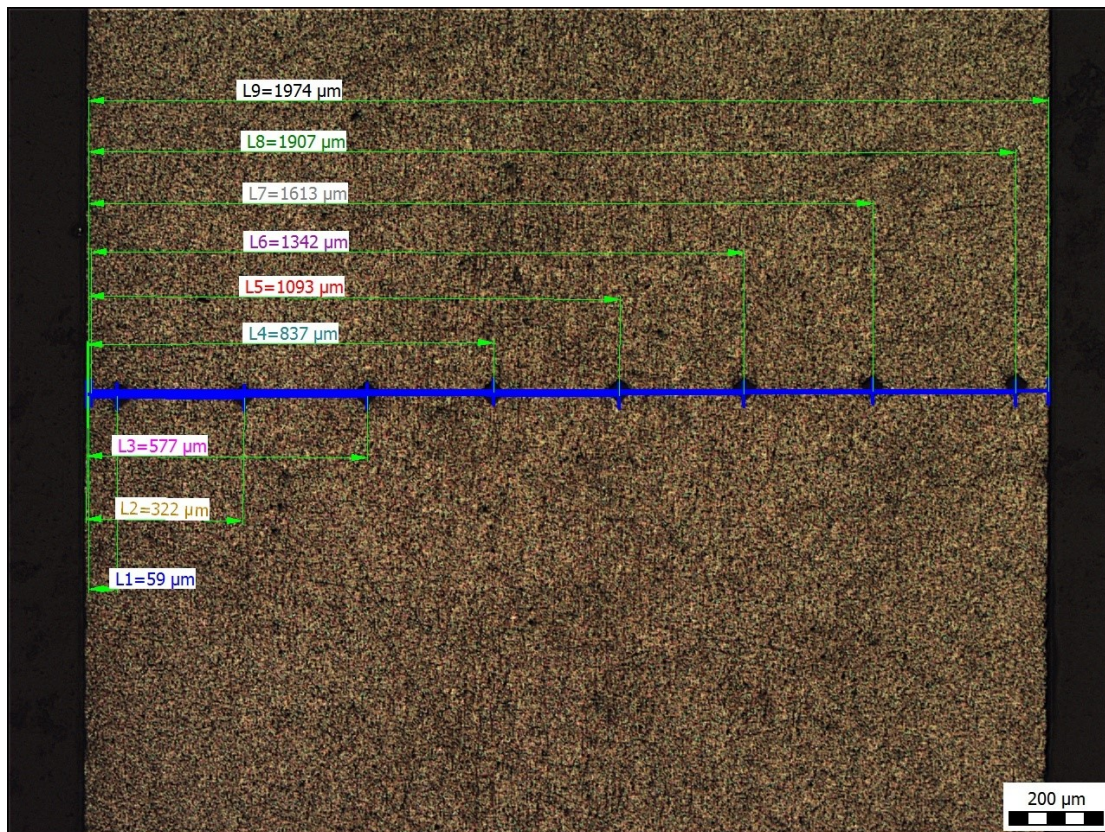 L9=1974 µm
L8=1907 µm
L7=1613 µm
L6=1342 µm
L5=1093 µm
L4=837 µm
L3=577 µm
L2=322 µm
L1=59 µm
200 µm